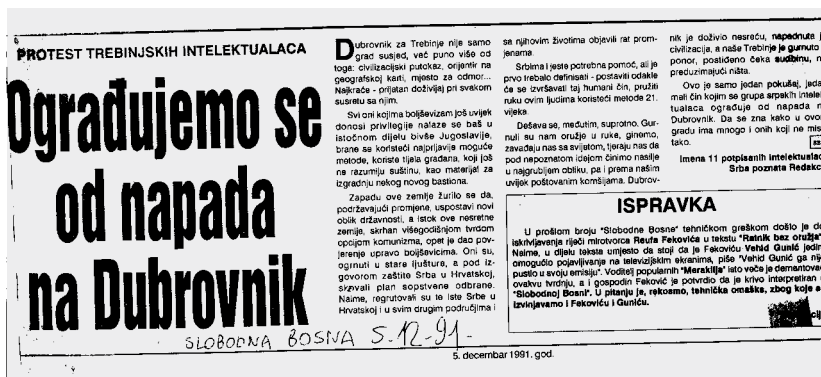 PROTEST TREBINJSKIH INTELEKTUALACA
Ograđujemo se
od napada
na Dubrovnik
Dubrovnik za Trebinje nije samo
grad susjed, već puno više od
toga: civilizacijski putokaz, orijentir na
geografskoj karti, mjesto za odmor...
Najkraće - prijatan doživljaj pri svakom
susretu sa njim.
Svi oni kojima boljševizam još uvijek
donosi privilegije nalaze se baš u
istočnom dijelu bivše Jugoslavije,
brane se koristeći najprljavije moguće
metode, koriste tijela građana, koji još
ne razumiju suštinu, kao materijal za
izgradnju nekog novog bastiona.
Zapadu ove zemlje žurilo se da,
podržavajući promjene, uspostavi novi
oblik državnosti, a istok ove nesretne
zemlje, skrhan višegodišnjom tvrdom
opcijom komunizma, opet je dao pov-
jerenje upravo boljševicima. Oni su,
ogrnuti u stare ljušture, a pod iz-
govorom zaštite Srba u Hrvatskoj,
skovali plan sopstvene odbrane.
Naime, regrutovali su te iste Srbe u
Hrvatskoj i u svim drugim područjima i
sa njihovim životima objavili rat prom-
jenama.
Srbima i jeste potrebna pomoć, ali je
prvo trebalo definisati - postaviti odakle
će se izvršavati taj humani čin, pružiti
ruku ovim ljudima koristeći metode 21.
vijeka.
Dešava se, međutim, suprotno. Gur-
nuli su nam oružje u ruke, ginemo,
zavađaju nas sa svijetom, tjeraju nas da
pod nepoznatom idejom činimo nasilje
u najgrubljem obliku, pa i prema našim
uvijek poštovanim komšijama. Dubrov-
nik je doživio nesreću, napadnuta
civilizacija, a naše Trebinje je gurnuto
ponor, postiđeno čeka sudbinu,
preduzimajući ništa.
Ovo je samo jedan pokušaj,
mali čin kojim se grupa srpskih
tualaca ograđuje od napada
Dubrovnik. Da se zna kako u
gradu ima mnogo i onih koji ne
tako.
Imena 11 potpisanih
Srba poznata
ISPRAVKA
U prošlom broju "Slobodne Bosne" tehničkom greškom došlo je
iskrivljavanja riječi mirotvorca Reufa Fekovića u tekstu "Ratnik bez oružja"
Naime, u dijelu teksta umjesto da stoji da je Fekoviću Vehid Gunić
omogućio pojavljivanje na televizijskim ekranima, piše "Vehid Gunić ga
pustio u svoju emisiju". Voditelj popularnih "Meraklija" isto veče je demantovao
ovakvu tvrdnju, a i gospodin Feković je potvrdio da je krivo interpretiran
"Slobodnoj Bosni". U pitanju je, rekosmo, tehnička omaška, zbog koje
izvinjavamo i Fekoviću i Guniću.
SLOBODNA BOSNA 5.12.91.
5. decembar 1991. god.